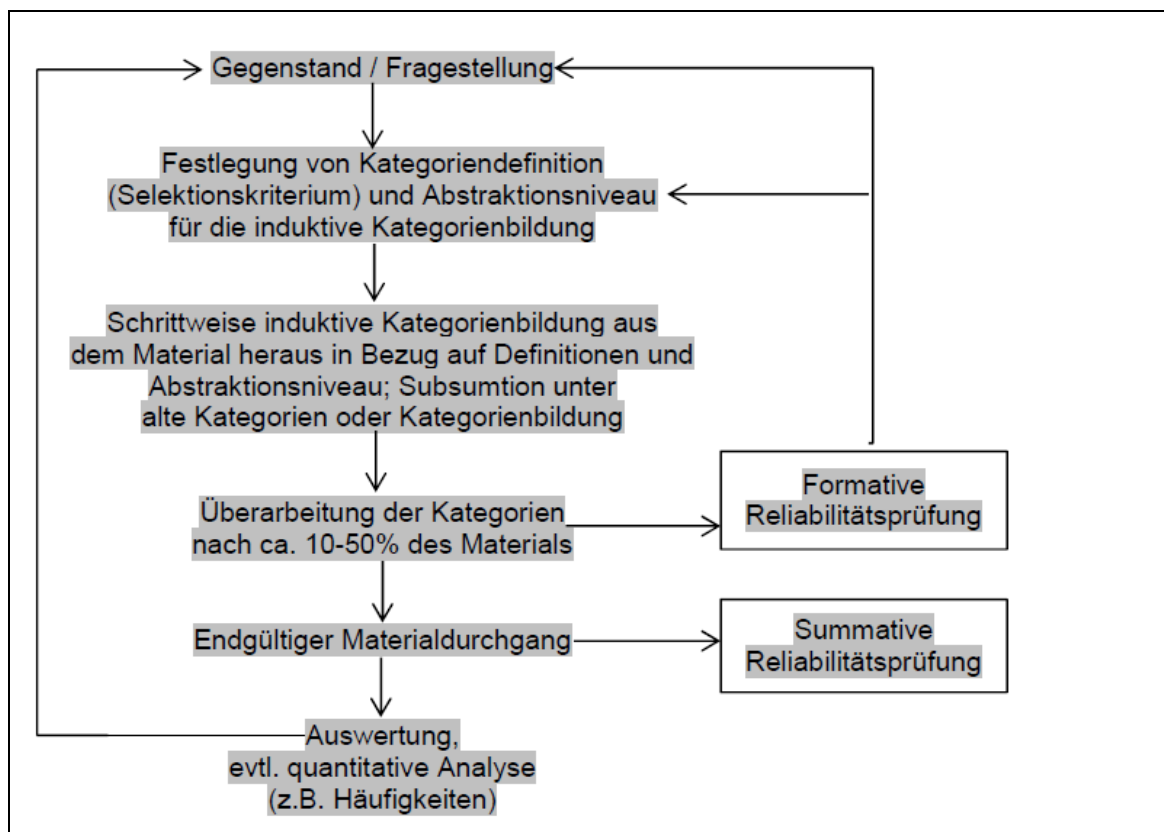 Gegenstand / Fragestellung
Festlegung von Kategoriendefinition
(Selektionskriterium) und Abstraktionsniveau
für die induktive Kategorienbildung
Schrittweise induktive Kategorienbildung aus
dem Material heraus in Bezug auf Definitionen und
Abstraktionsniveau; Subsumtion unter
alte Kategorien oder Kategorienbildung
Überarbeitung der Kategorien
nach ca. 10-50% des Materials
Formative
Reliabilitätsprüfung
Endgültiger Materialdurchgang
Summative
Reliabilitätsprüfung
Auswertung,
evtl. quantitative Analyse
(z.B. Häufigkeiten)